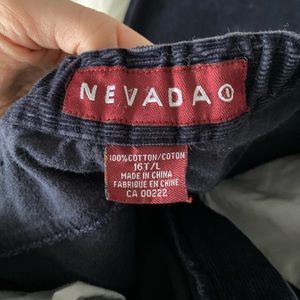 NEVADA
100%COTTON/COTON
16T/L
MADE IN CHINA
FABRIQUE EN CHINE
CA 00222